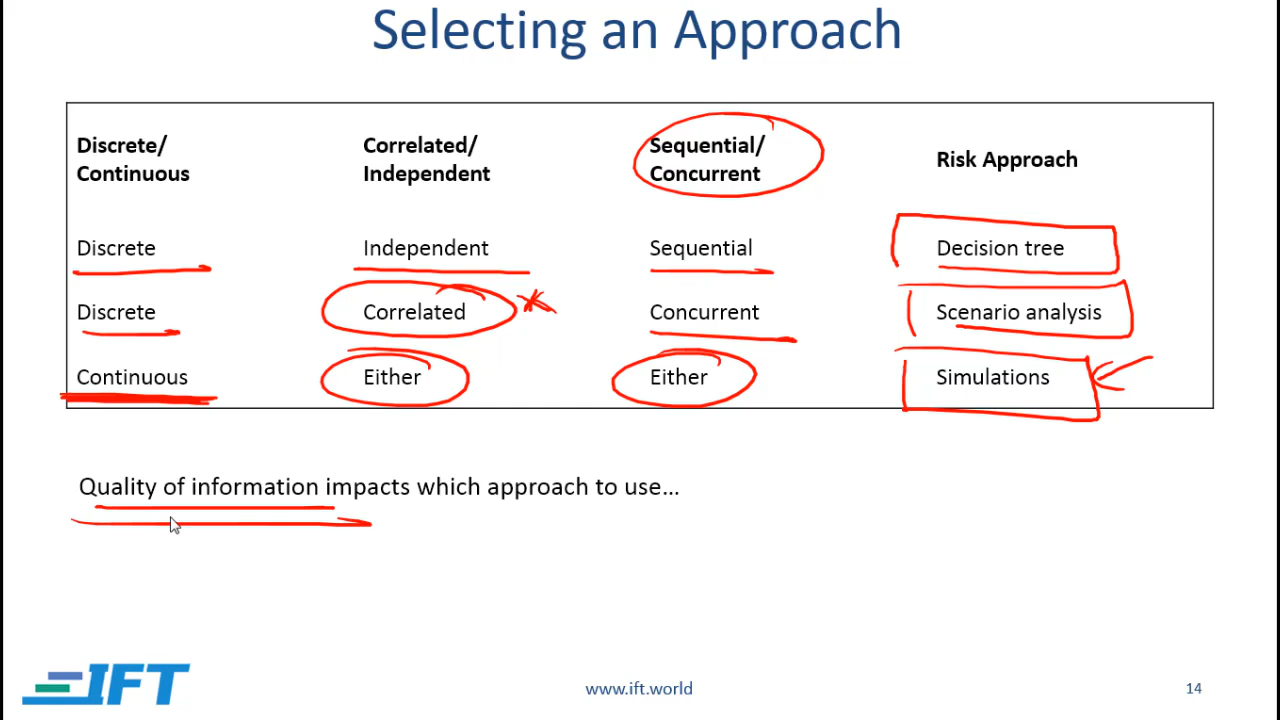 Selecting an Approach
Discrete/ Correlated/ Sequential/ Risk Approach
Continuous Independent Concurrent
Discrete Independent Sequential Decision tree
Discrete Correlated Concurrent Scenario analysis
Continuous Either Either Simulations
Quality of information impacts which approach to use...
IFT www.ift.world 14